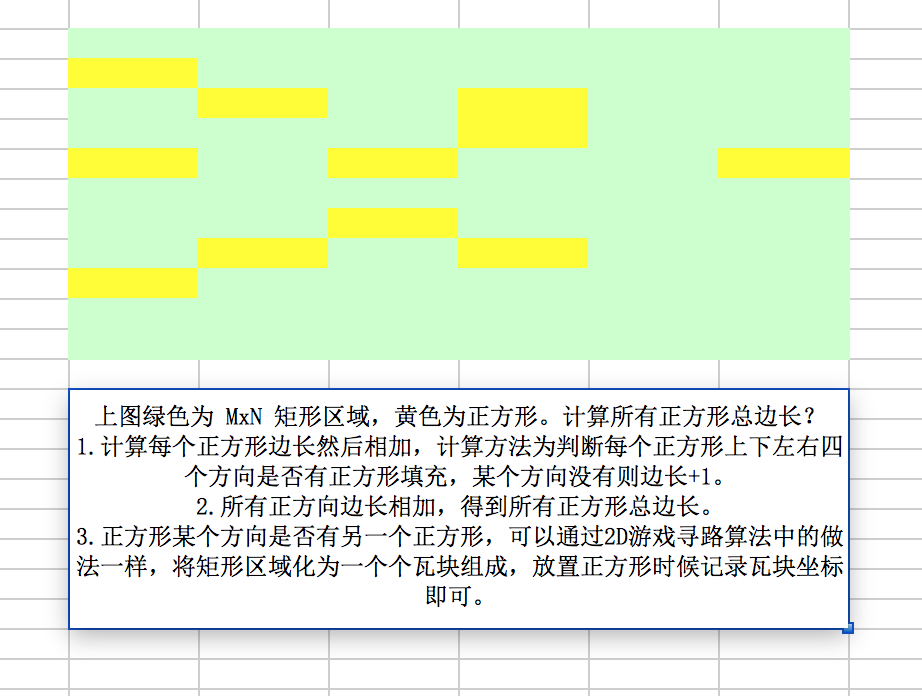 上图绿色为 MxN 矩形区域，黄色为正方形。计算所有正方形总边长？
1.计算每个正方形边长然后相加，计算方法为判断每个正方形上下左右四
个方向是否有正方形填充，某个方向没有则边长+1。
2.所有正方向边长相加，得到所有正方形总边长。
3.正方形某个方向是否有另一个正方形，可以通过2D游戏寻路算法中的做
法一样，将矩形区域化为一个个瓦块组成，放置正方形时候记录瓦块坐标
即可。